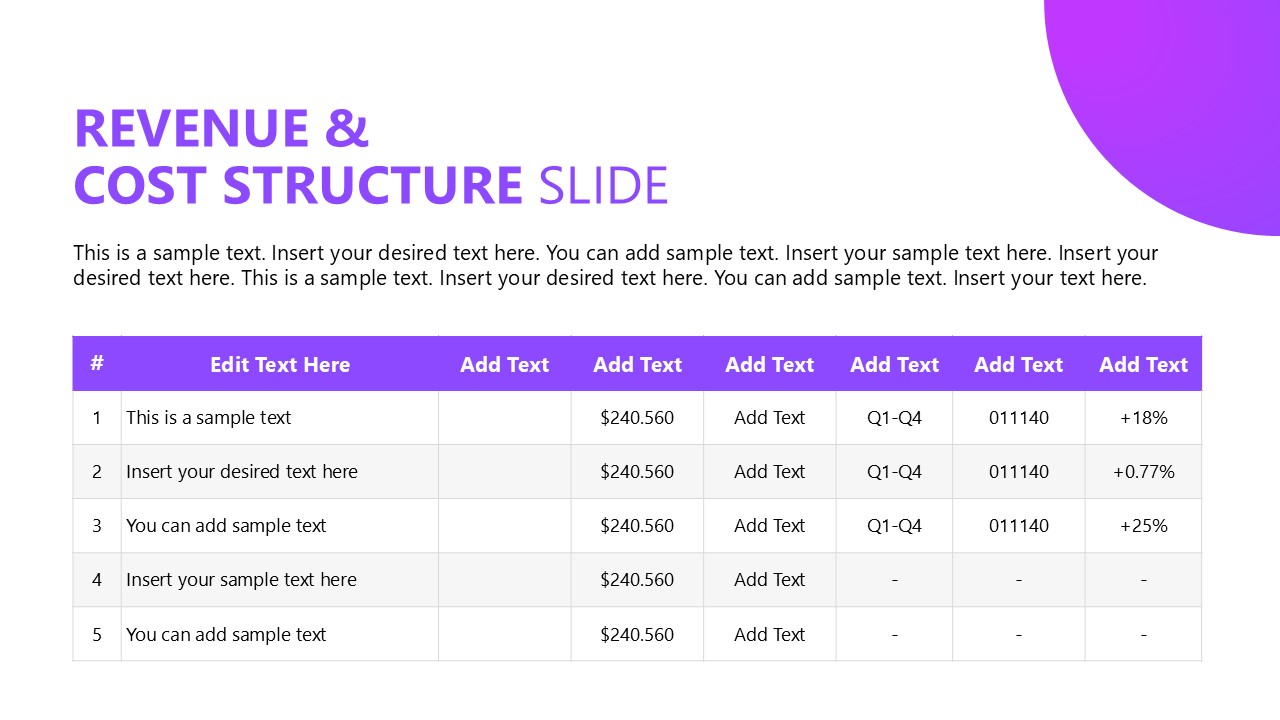 REVENUE &
COST STRUCTURE SLIDE
This is a sample text. Insert your desired text here. You can add sample text. Insert your sample text here. Insert your
desired text here. This is a sample text. Insert your desired text here. You can add sample text. Insert your text here.
# Edit Text Here Add Text Add Text Add Text Add Text Add Text Add Text
1 This is a sample text $240.560 Add Text Q1-Q4 011140 +18%
2 Insert your desired text here $240.560 Add Text Q1-Q4 011140 +0.77%
3 You can add sample text $240.560 Add Text Q1-Q4 011140 +25%
4 Insert your sample text here $240.560 Add Text - - -
5 You can add sample text $240.560 Add Text - - -